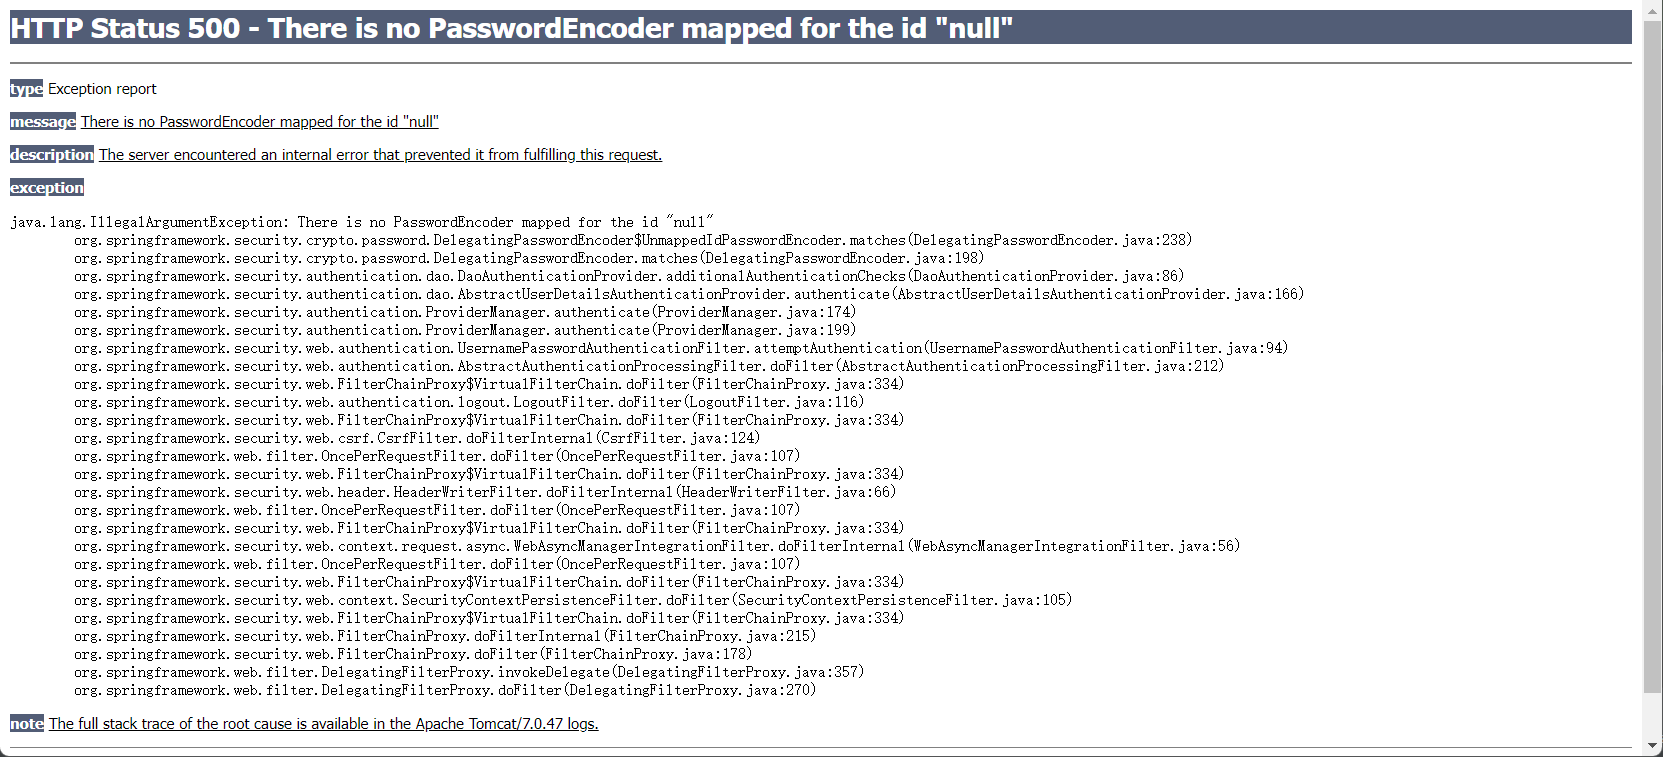 HTTP Status 500 - There is no PasswordEncoder mapped for the id "null"
type Exception report
message There is no PasswordEncoder mapped for the id "null"
description The server encountered an internal error that prevented it from fulfilling this request.
exception
java.lang.IllegalArgumentException: There is no PasswordEncoder mapped for the id "null"
org.springframework.security.crypto.password.DelegatingPasswordEncoder$UnmappedIdPasswordEncoder.matches(DelegatingPasswordEncoder.java:238)
org.springframework.security.crypto.password.DelegatingPasswordEncoder.matches(DelegatingPasswordEncoder.java:198)
org.springframework.security.authentication.dao.DaoAuthenticationProvider.additionalAuthenticationChecks(DaoAuthenticationProvider.java:86)
org.springframework.security.authentication.dao.AbstractUserDetailsAuthenticationProvider.authenticate(AbstractUserDetailsAuthenticationProvider.java:166)
org.springframework.security.authentication.ProviderManager.authenticate(ProviderManager.java:174)
org.springframework.security.authentication.ProviderManager.authenticate(ProviderManager.java:199)
org.springframework.security.web.authentication.UsernamePasswordAuthenticationFilter.attemptAuthentication(UsernamePasswordAuthenticationFilter.java:94)
org.springframework.security.web.authentication.AbstractAuthenticationProcessingFilter.doFilter(AbstractAuthenticationProcessingFilter.java:212)
org.springframework.security.web.FilterChainProxy$VirtualFilterChain.doFilter(FilterChainProxy.java:334)
org.springframework.security.web.authentication.logout.LogoutFilter.doFilter(LogoutFilter.java:116)
org.springframework.security.web.FilterChainProxy$VirtualFilterChain.doFilter(FilterChainProxy.java:334)
org.springframework.security.web.csrf.CsrfFilter.doFilterInternal(CsrfFilter.java:124)
org.springframework.web.filter.OncePerRequestFilter.doFilter(OncePerRequestFilter.java:107)
org.springframework.security.web.FilterChainProxy$VirtualFilterChain.doFilter(FilterChainProxy.java:334)
org.springframework.security.web.header.HeaderWriterFilter.doFilterInternal(HeaderWriterFilter.java:66)
org.springframework.web.filter.OncePerRequestFilter.doFilter(OncePerRequestFilter.java:107)
org.springframework.security.web.FilterChainProxy$VirtualFilterChain.doFilter(FilterChainProxy.java:334)
org.springframework.security.web.context.request.async.WebAsyncManagerIntegrationFilter.doFilterInternal(WebAsyncManagerIntegrationFilter.java:56)
org.springframework.web.filter.OncePerRequestFilter.doFilter(OncePerRequestFilter.java:107)
org.springframework.security.web.FilterChainProxy$VirtualFilterChain.doFilter(FilterChainProxy.java:334)
org.springframework.security.web.context.SecurityContextPersistenceFilter.doFilter(SecurityContextPersistenceFilter.java:105)
org.springframework.security.web.FilterChainProxy$VirtualFilterChain.doFilter(FilterChainProxy.java:334)
org.springframework.security.web.FilterChainProxy.doFilterInternal(FilterChainProxy.java:215)
org.springframework.security.web.FilterChainProxy.doFilter(FilterChainProxy.java:178)
org.springframework.web.filter.DelegatingFilterProxy.invokeDelegate(DelegatingFilterProxy.java:357)
org.springframework.web.filter.DelegatingFilterProxy.doFilter(DelegatingFilterProxy.java:270)
note The full stack trace of the root cause is available in the Apache Tomcat/7.0.47 logs.